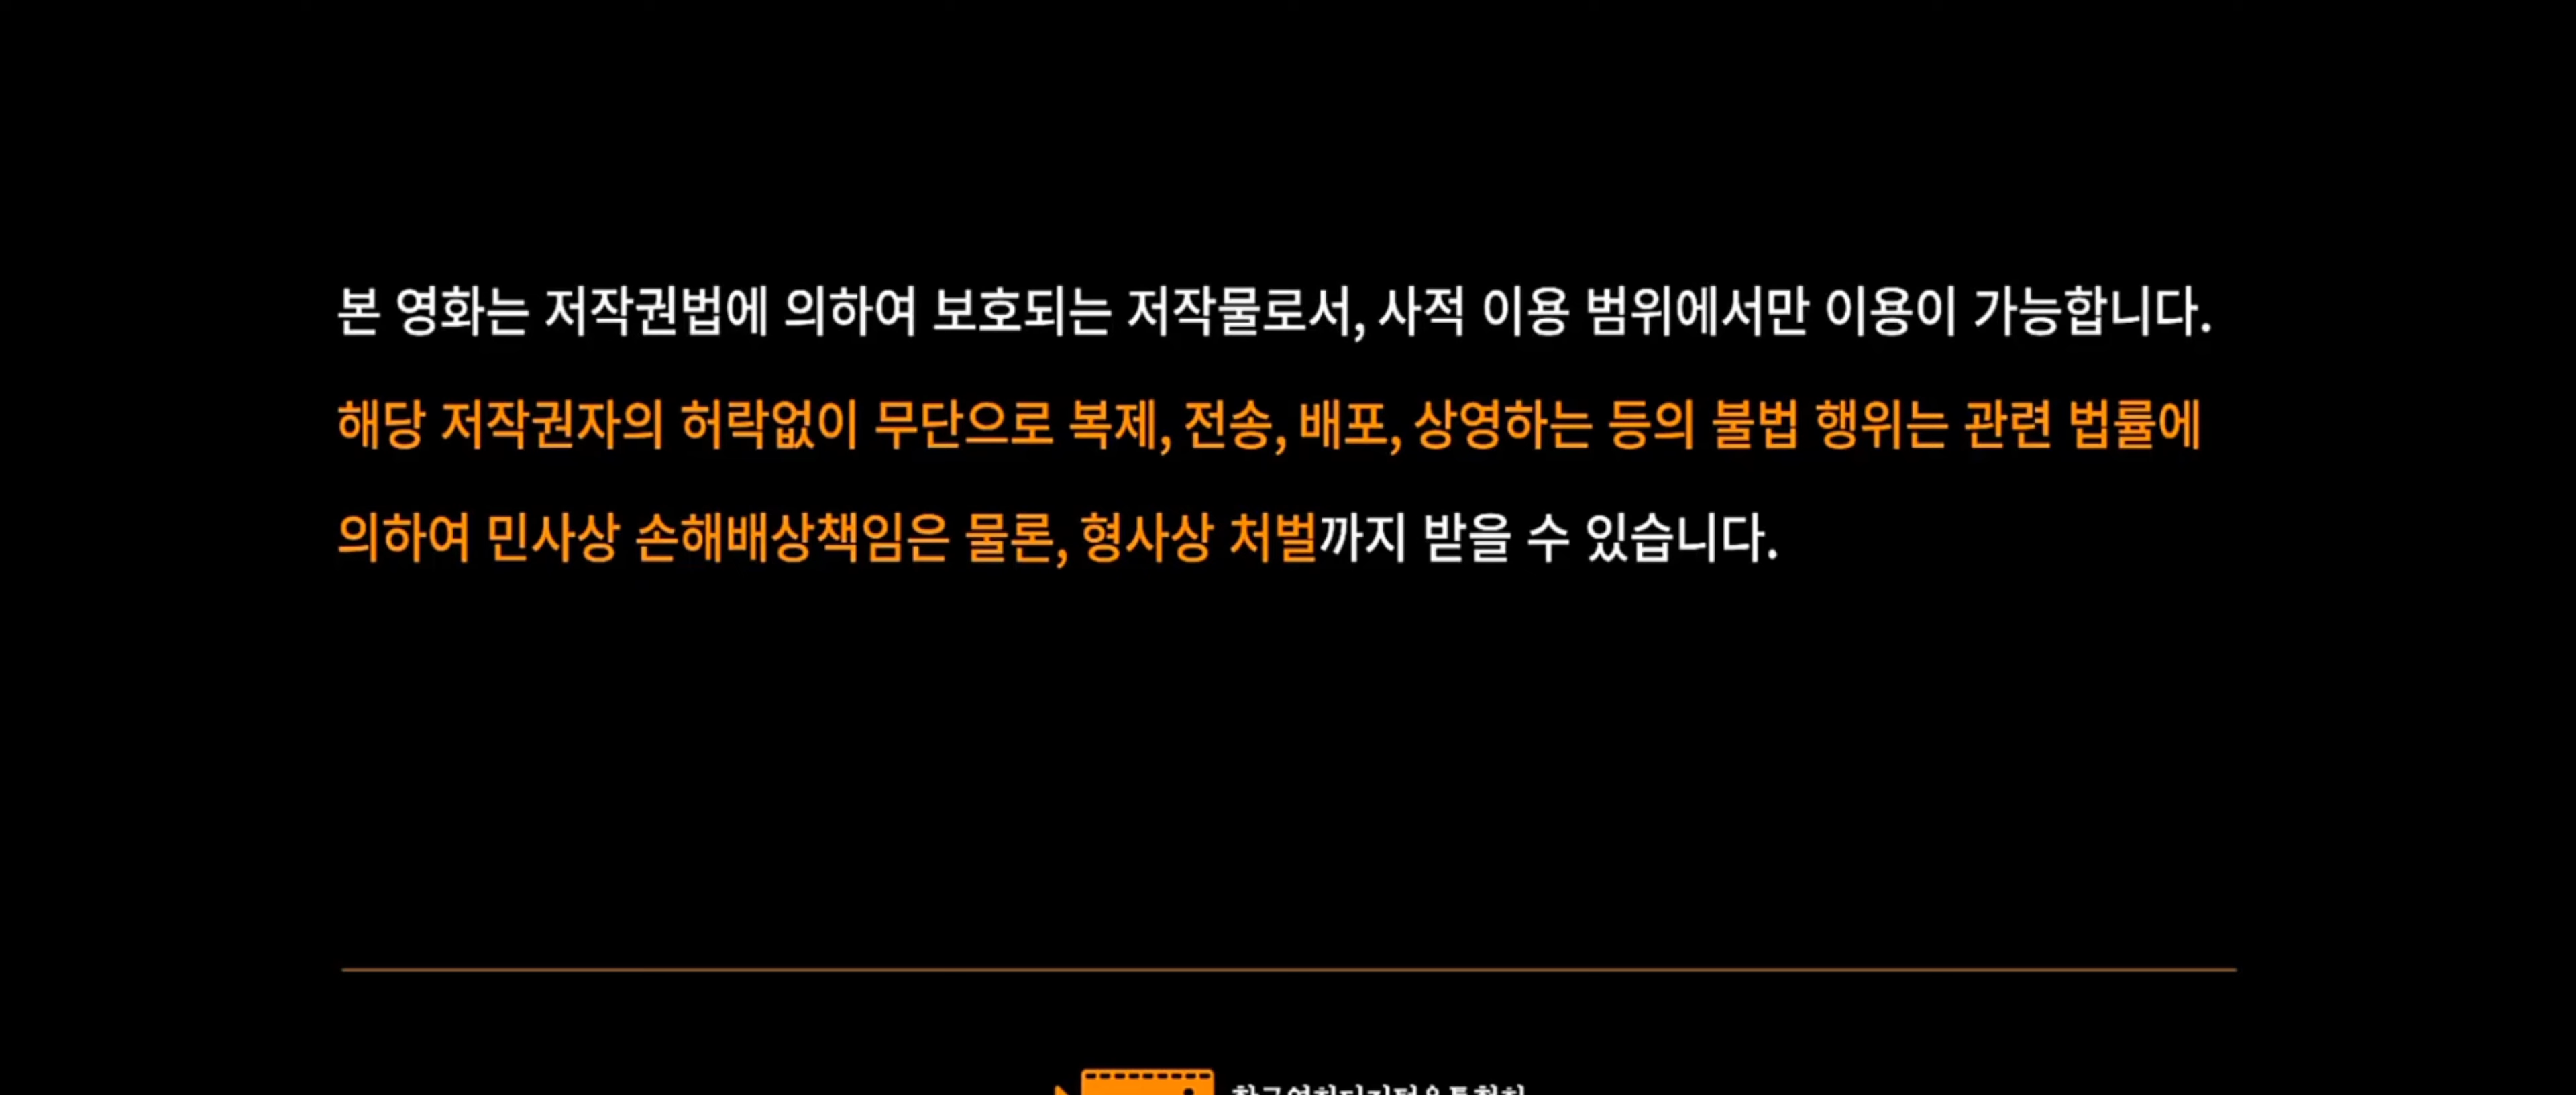 본 영화는 저작권법에 의하여 보호되는 저작물로서, 사적 이용 범위에서만 이용이 가능합니다.
해당 저작권자의 허락없이 무단으로 복제, 전송, 배포, 상영하는 등의 불법 행위는 관련 법률에
의하여 민사상 손해배상책임은 물론, 형사상 처벌까지 받을 수 있습니다.